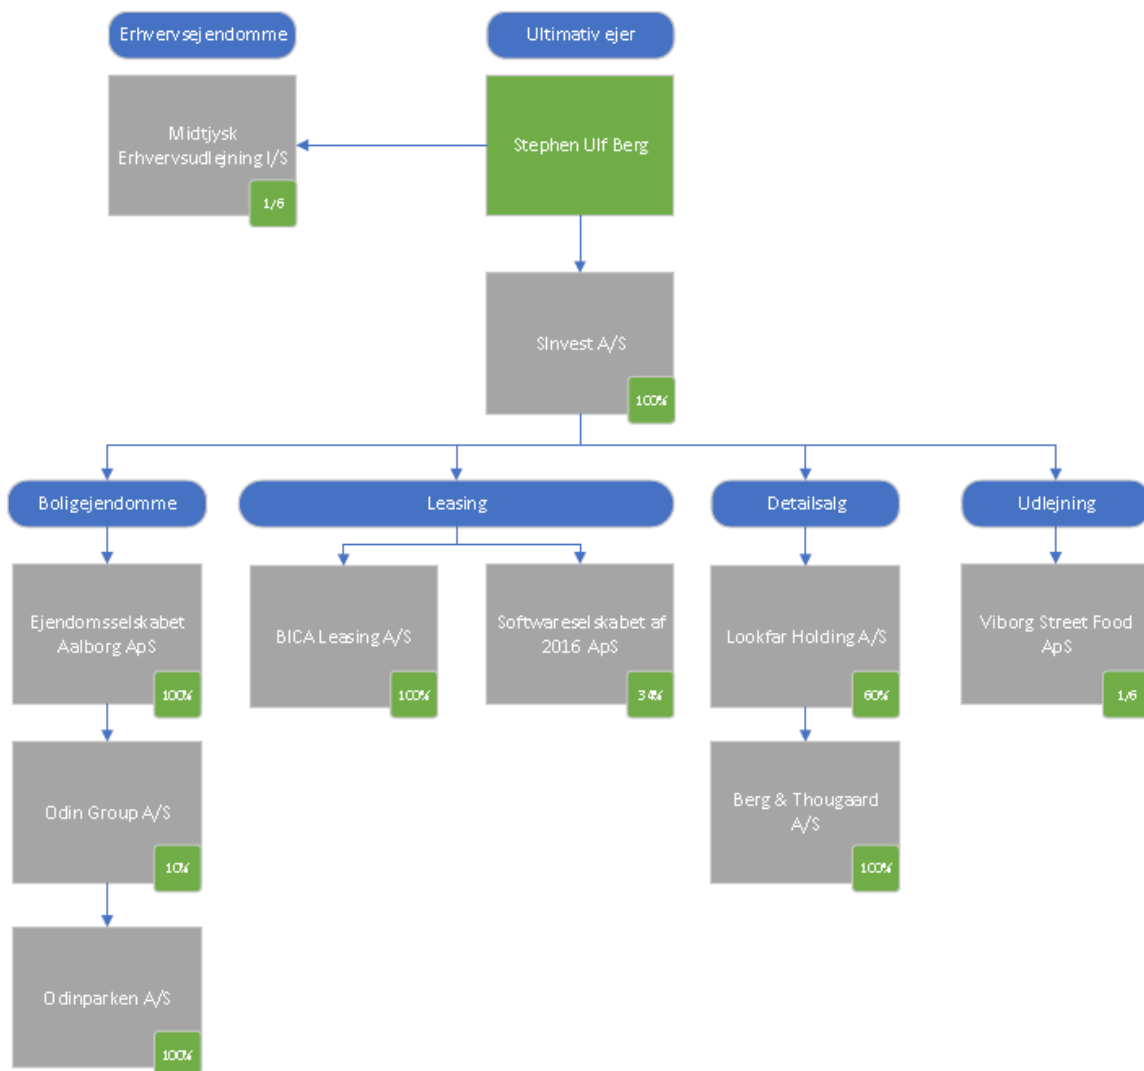 Erhvervsejendomme
Ultimativ ejer
Midtjysk
Erhvervsudlejning I/S
1/6
Stephen Ulf Berg
SInvest A/S
100%
Boligejendomme
Leasing
Detailsalg
Udlejning
Ejendomsselskabet
Aalborg ApS
100%
BICA Leasing A/S
100%
Softwareselskabet af
2016 ApS
34%
Lookfar Holding A/S
60%
Viborg Street Food
ApS
1/6
Odin Group A/S
10%
Berg & Thougaard
A/S
100%
Odinparken A/S
100%